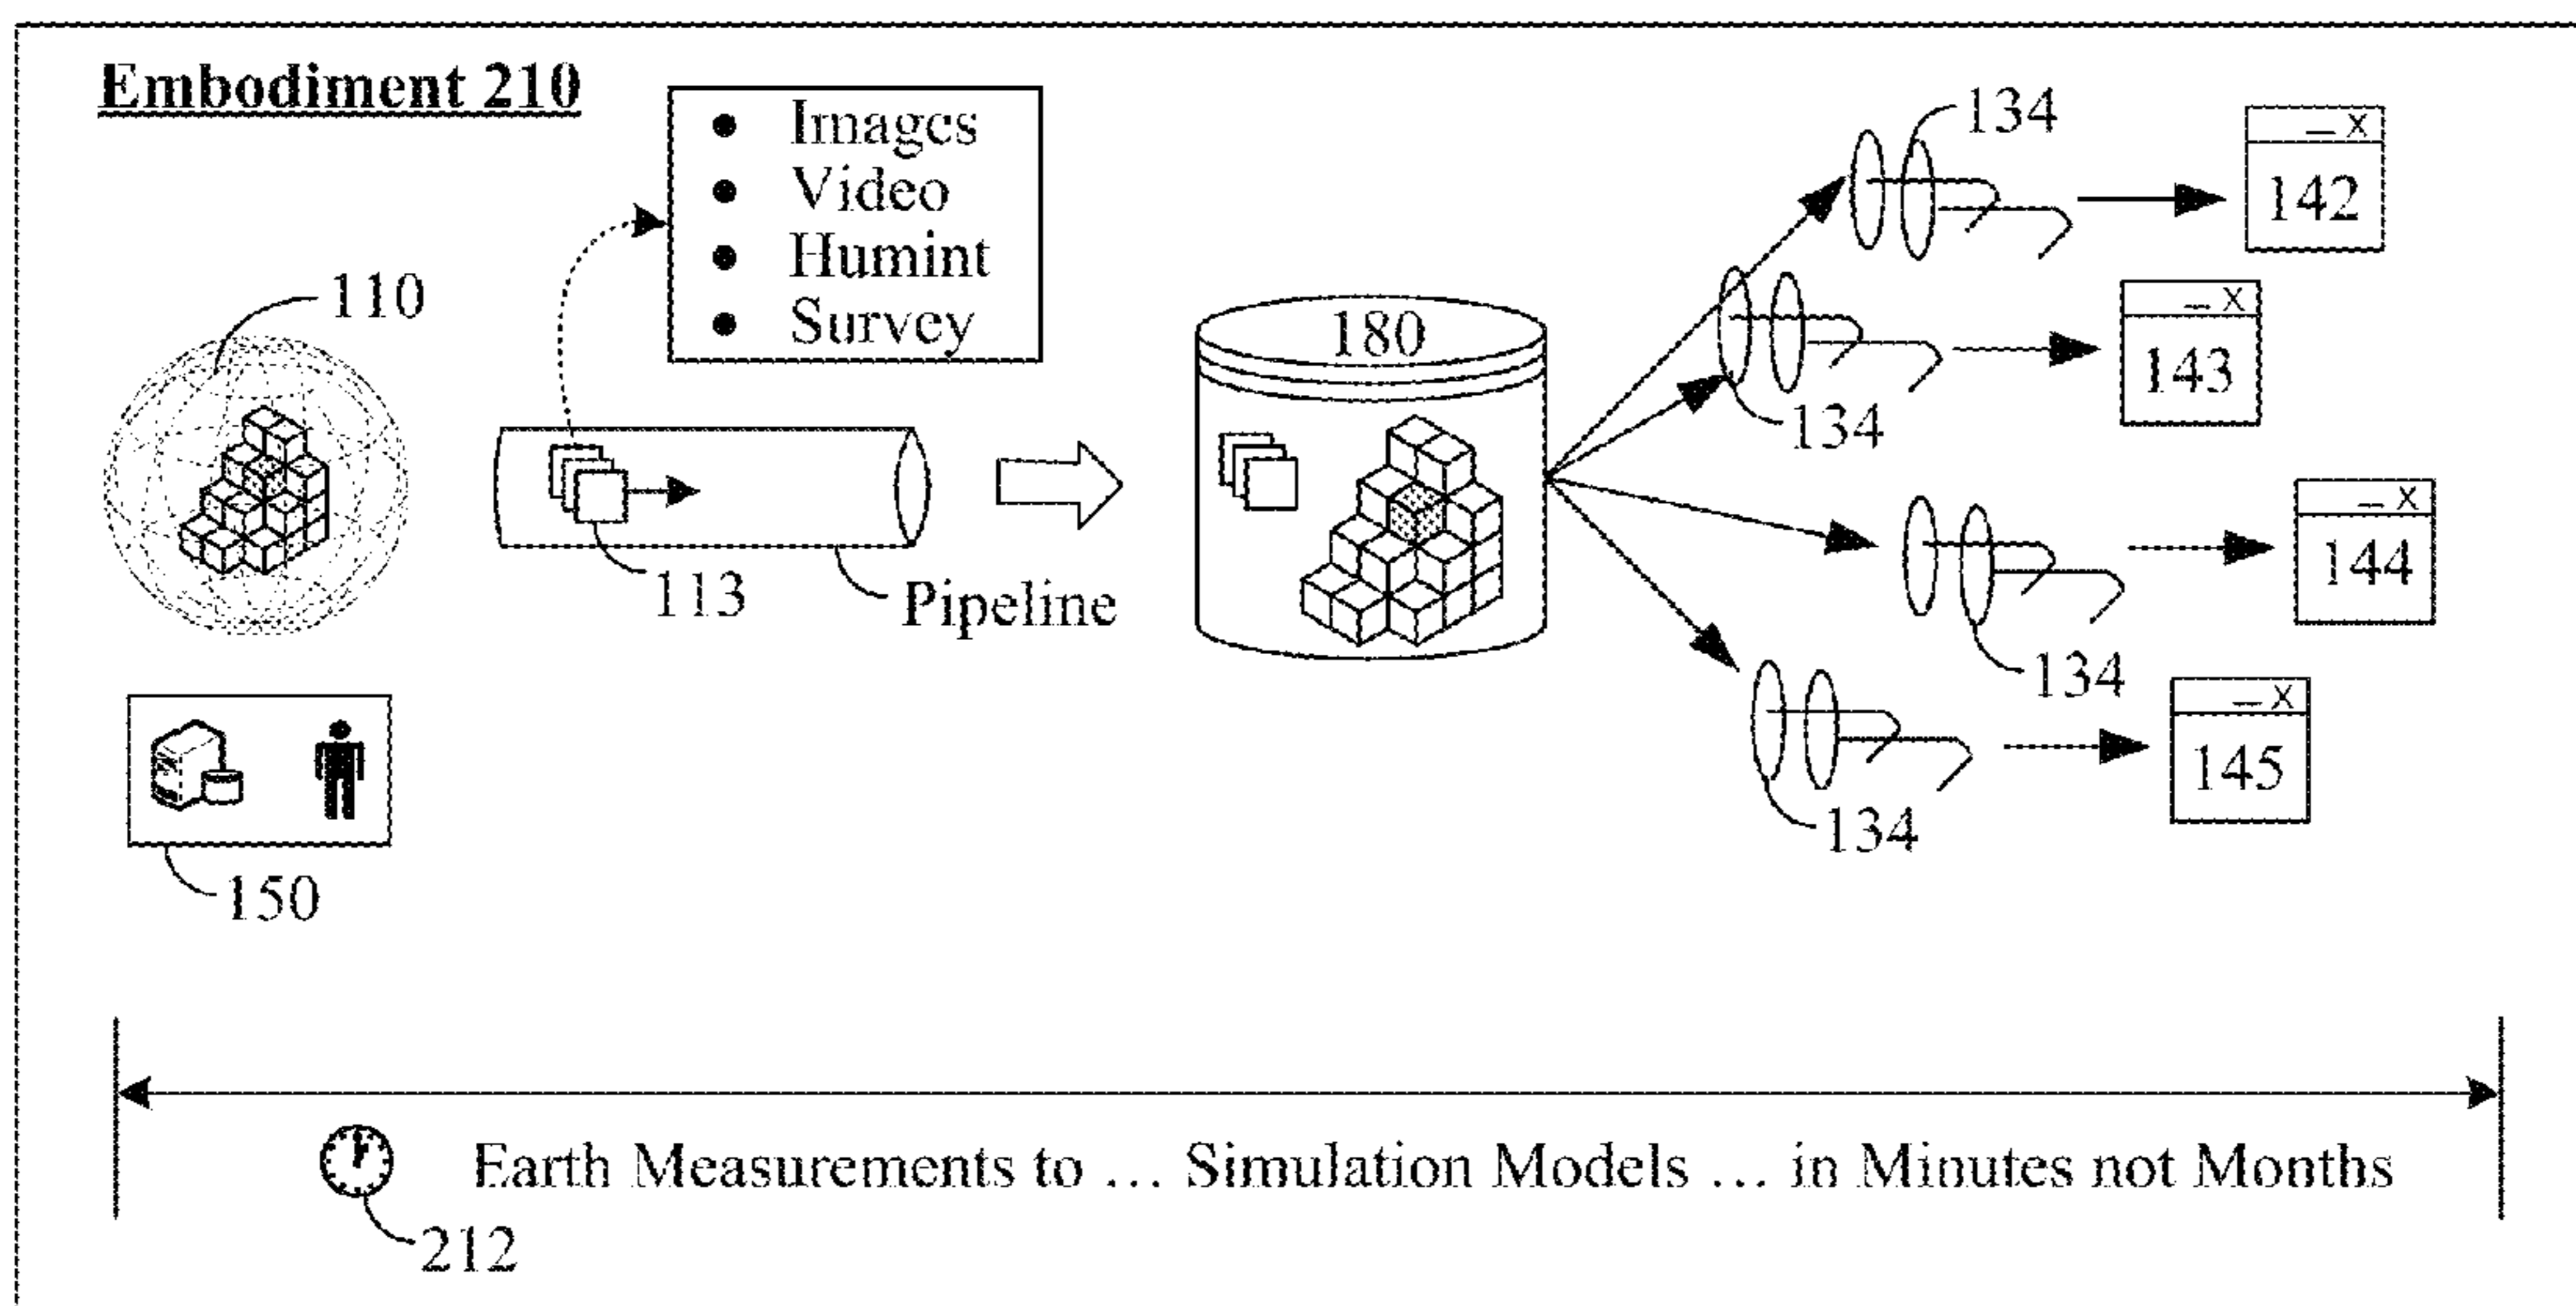 Embodiment 210
• Images
• Video
• Humint
• Survey
110
113
Pipeline
180
134
_ X
142
_ X
143
134
_ X
144
134
_ X
145
134
150
Earth Measurements to ... Simulation Models ... in Minutes not Months
212